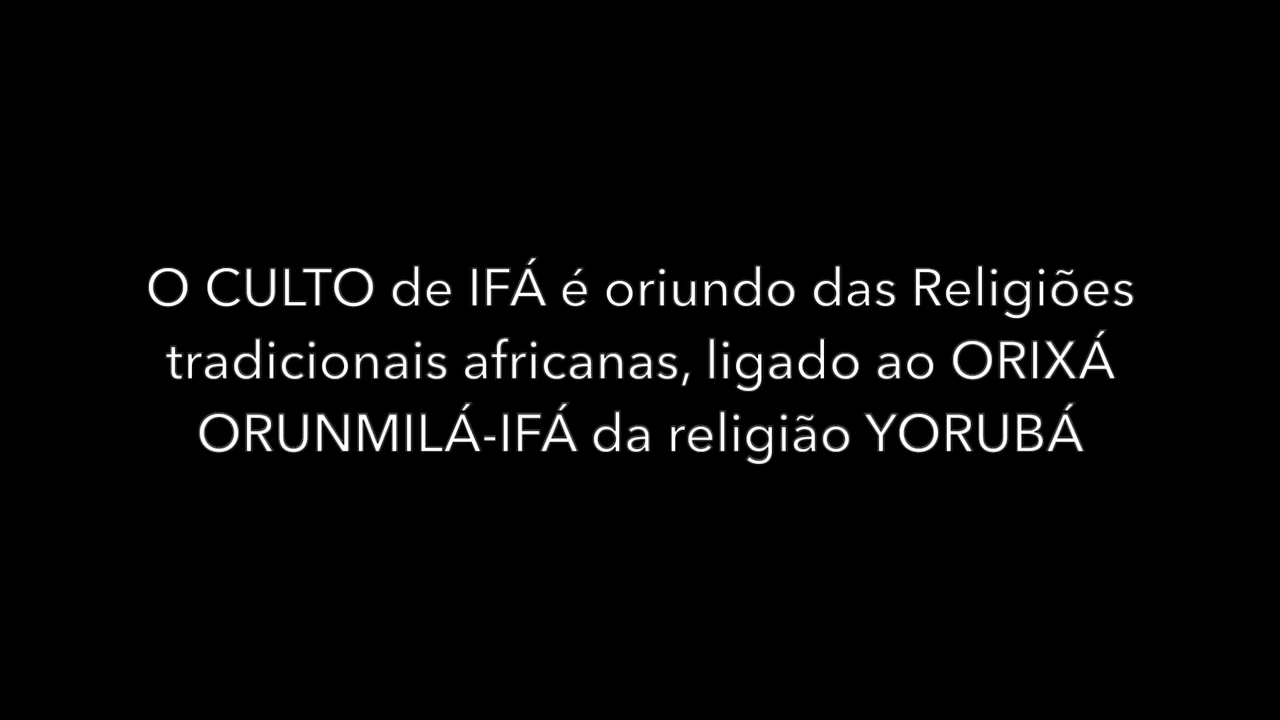 O CULTO de IFÁ é oriundo das Religiões
tradicionais africanas, ligado ao ORIXÁ
ORUNMILÁ-IFÁ da religião YORUBÁ